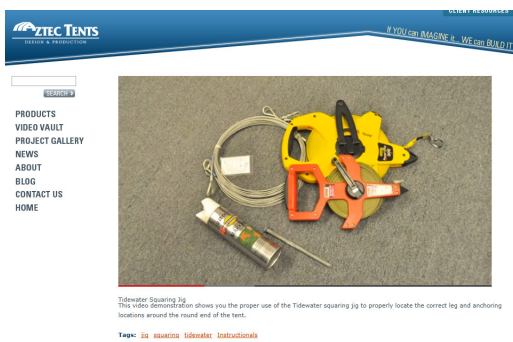 CLIENT RESOURCES
AZTEC TENTS
DESIGN & PRODUCTION
If YOU can IMAGINE it... WE can BUILD IT
SEARCH
PRODUCTS
VIDEO VAULT
PROJECT GALLERY
NEWS
ABOUT
BLOG
CONTACT US
HOME
Tidewater Squaring Jig
This video demonstration shows you the proper use of the Tidewater squaring jig to properly locate the correct leg and anchoring
locations around the round end of the tent.
Tags: jig squaring tidewater Instructionals